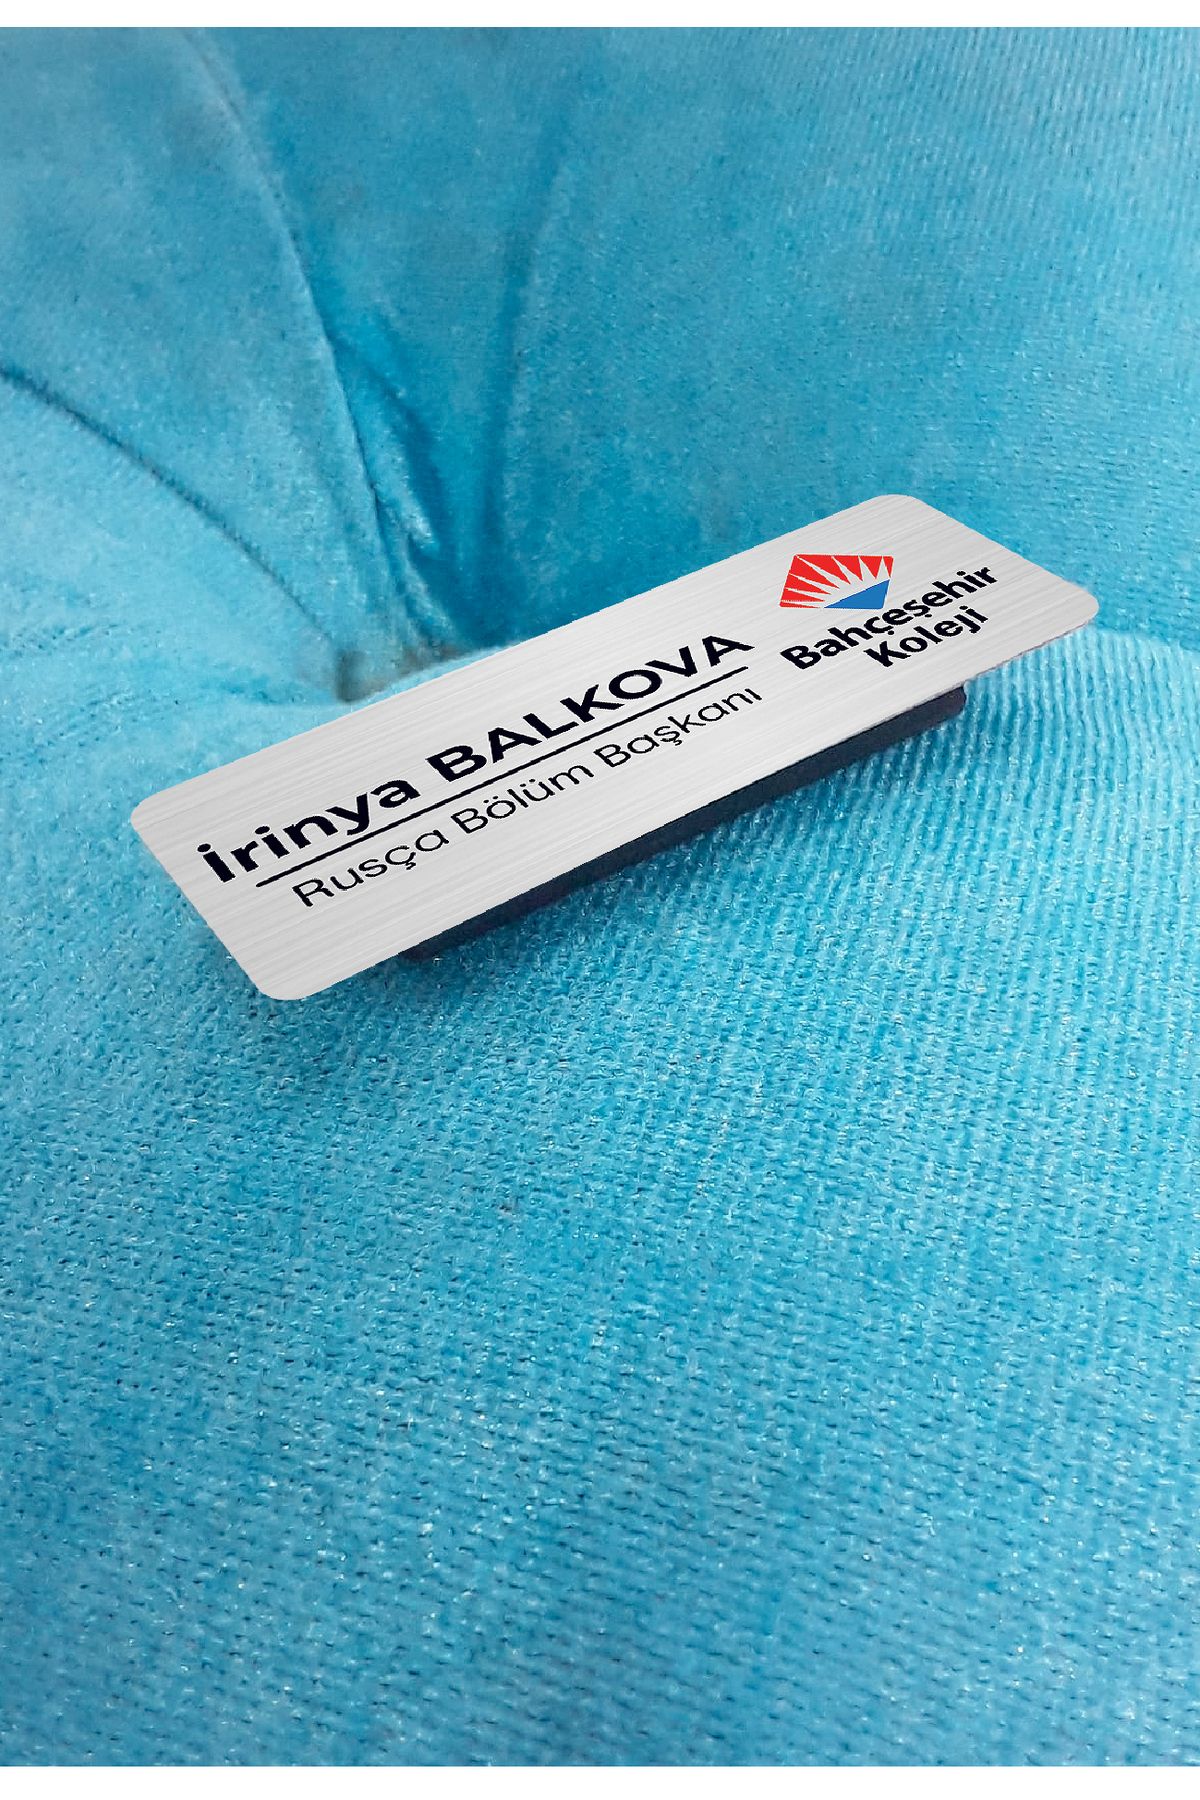 İrinya BALKOVA
Rusça Bölüm Başkanı
Bahçeşehir
Koleji